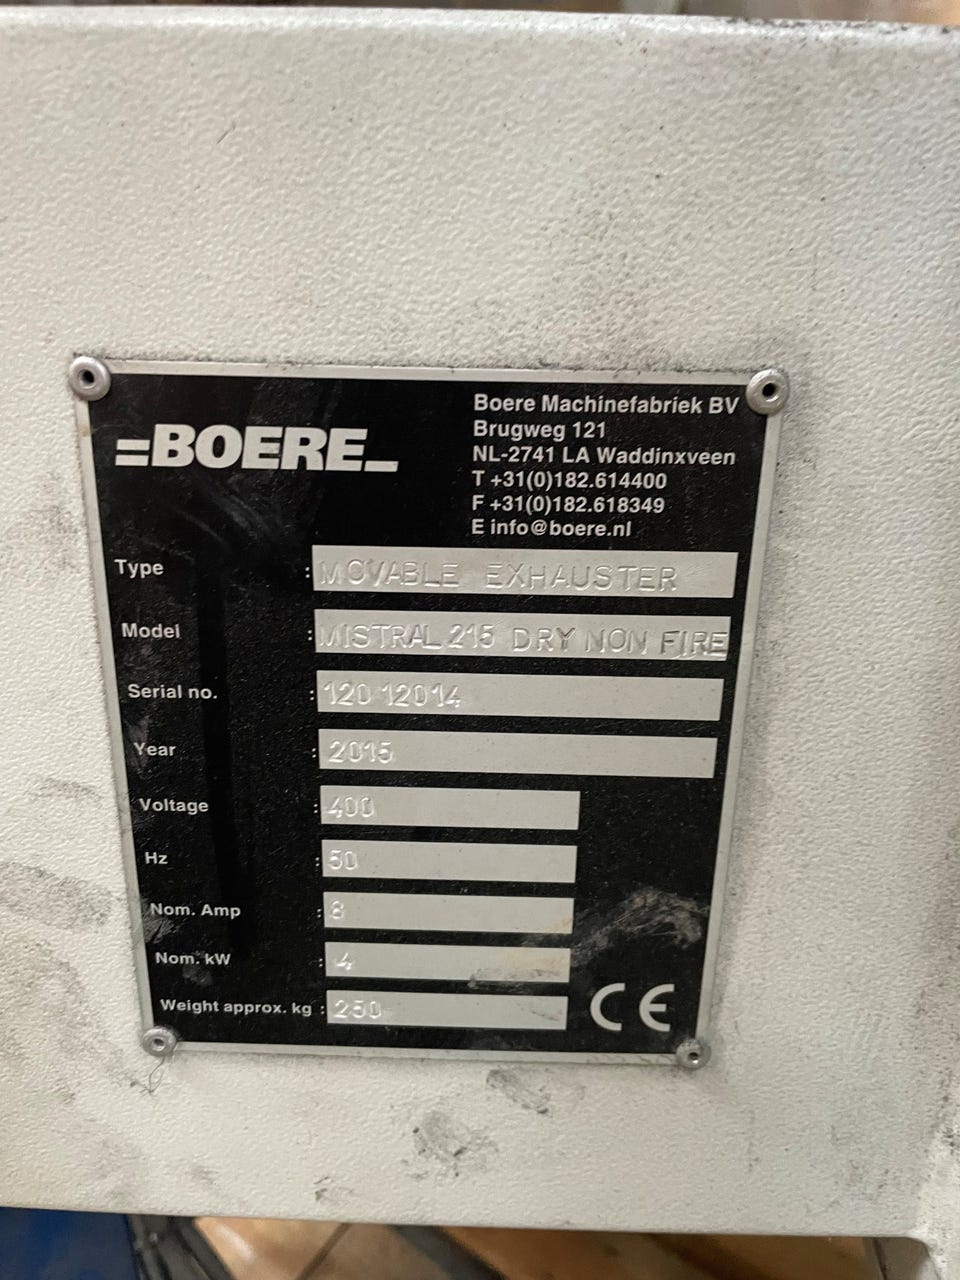 =BOERE_
Boere Machinefabriek BV
Brugweg 121
NL-2741 LA Waddinxveen
T +31(0)182.614400
F +31(0)182.618349
E info@boere.nl
Type : MOVABLE EXHAUSTER
Model : MISTRAL 215 DRY NON FIRE
Serial no. : 120 12014
Year : 2015
Voltage : 400
Hz : 50
Nom. Amp : 8
Nom. kW : 4
Weight approx. kg : 250
CE